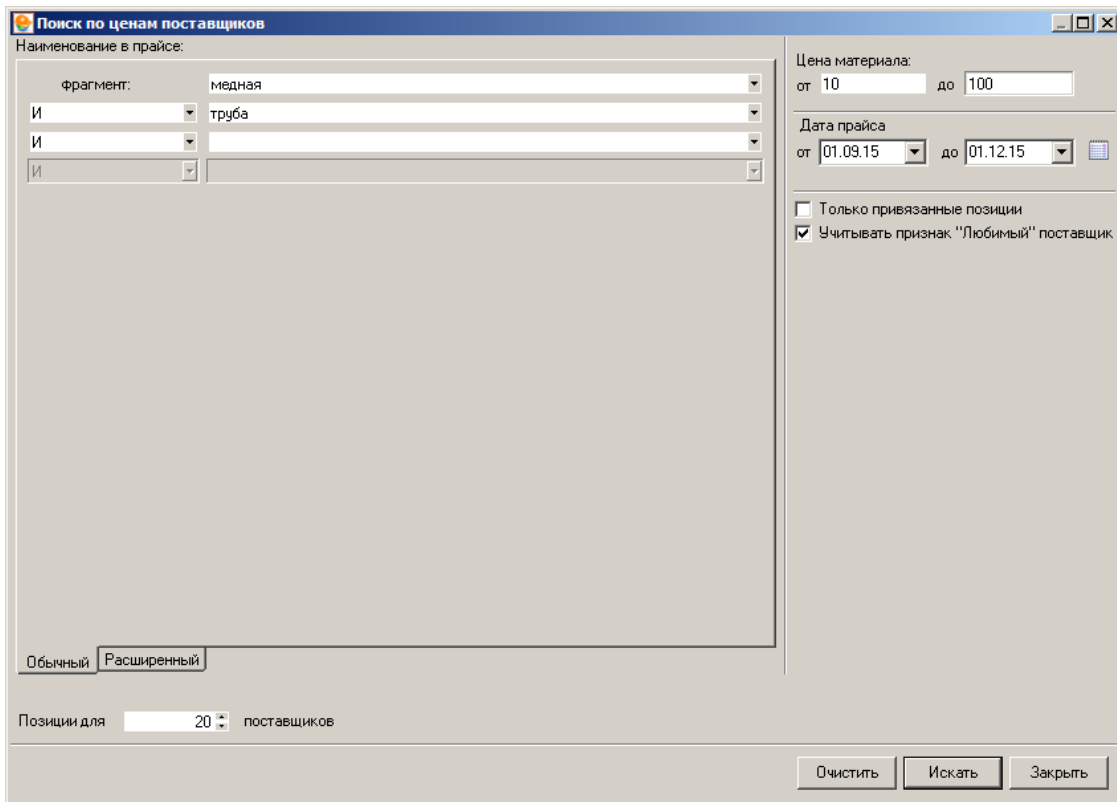 Поиск по ценам поставщиков
Наименование в прайсе:
фрагмент: медная
И труба
И
И
Обычный Расширенный
Позиции для 20 поставщиков
Цена материала:
от 10 до 100
Дата прайса
от 01.09.15 до 01.12.15
Только привязанные позиции
Учитывать признак "Любимый" поставщик
Очистить Искать Закрыть